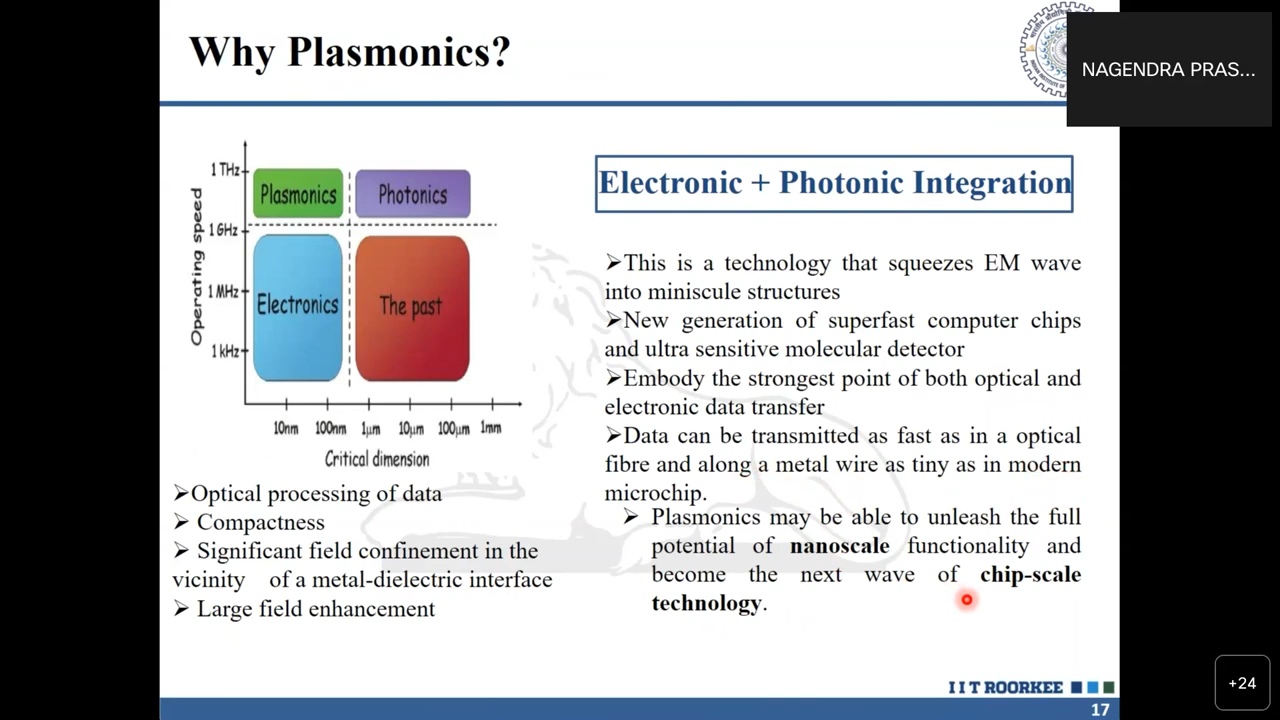 Why Plasmonics?
NAGENDRA PRAS...
Operating speed
1 THz
1 GHz
1 MHz
1 kHz
Plasmonics
Photonics
Electronics
The past
10nm 100nm 1μm 10μm 100μm 1mm
Critical dimension
➤Optical processing of data
➤ Compactness
➤ Significant field confinement in the
vicinity of a metal-dielectric interface
➤ Large field enhancement
Electronic + Photonic Integration
➤This is a technology that squeezes EM wave
into miniscule structures
➤New generation of superfast computer chips
and ultra sensitive molecular detector
➤Embody the strongest point of both optical and
electronic data transfer
➤Data can be transmitted as fast as in a optical
fibre and along a metal wire as tiny as in modern
microchip.
➤ Plasmonics may be able to unleash the full
potential of nanoscale functionality and
become the next wave of chip-scale
technology.
I I T ROORKEE
17
+24